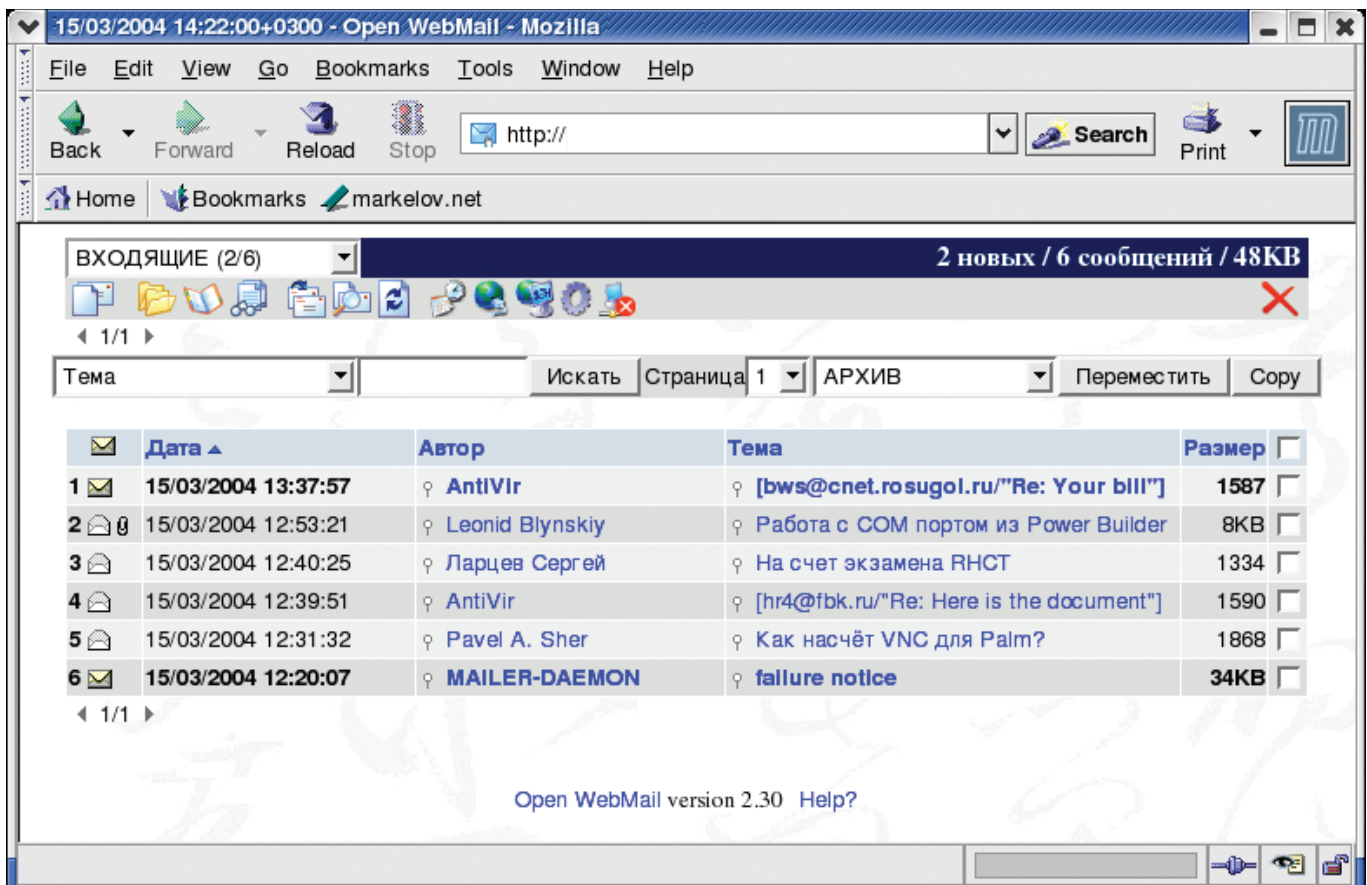 15/03/2004 14:22:00+0300 - Open WebMail - Mozilla
File Edit View Go Bookmarks Tools Window Help
Back Forward Reload Stop http:// Search Print
Home Bookmarks markelov.net
ВХОДЯЩИЕ (2/6) 2 новых / 6 сообщений / 48KB
1/1
Тема Искать Страница 1 АРХИВ Переместить Copy
Дата Автор Тема Размер
1 15/03/2004 13:37:57 AntiVir [bws@cnet.rosugol.ru/"Re: Your bill"] 1587
2 15/03/2004 12:53:21 Leonid Blynskiy Работа с COM портом из Power Builder 8KB
3 15/03/2004 12:40:25 Ларцев Сергей На счет экзамена RHCT 1334
4 15/03/2004 12:39:51 AntiVir [hr4@fbk.ru/"Re: Here is the document"] 1590
5 15/03/2004 12:31:32 Pavel A. Sher Как насчёт VNC для Palm? 1868
6 15/03/2004 12:20:07 MAILER-DAEMON failure notice 34KB
1/1
Open WebMail version 2.30 Help?